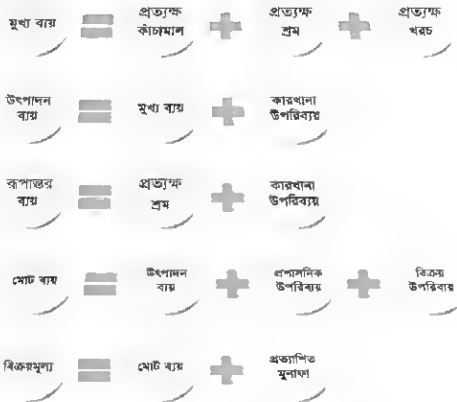 মুখ্য ব্যয় = প্রত্যক্ষ কাঁচামাল + প্রত্যক্ষ শ্রম + প্রত্যক্ষ খরচ
উৎপাদন ব্যয় = মুখ্য ব্যয় + কারখানা উপরিব্যয়
রূপান্তর ব্যয় = প্রত্যক্ষ শ্রম + কারখানা উপরিব্যয়
মোট ব্যয় = উৎপাদন ব্যয় + প্রশাসনিক উপরিব্যয় + বিক্রয় উপরিব্যয়
বিক্রয়মূল্য = মোট ব্যয় + প্রত্যাশিত মুনাফা